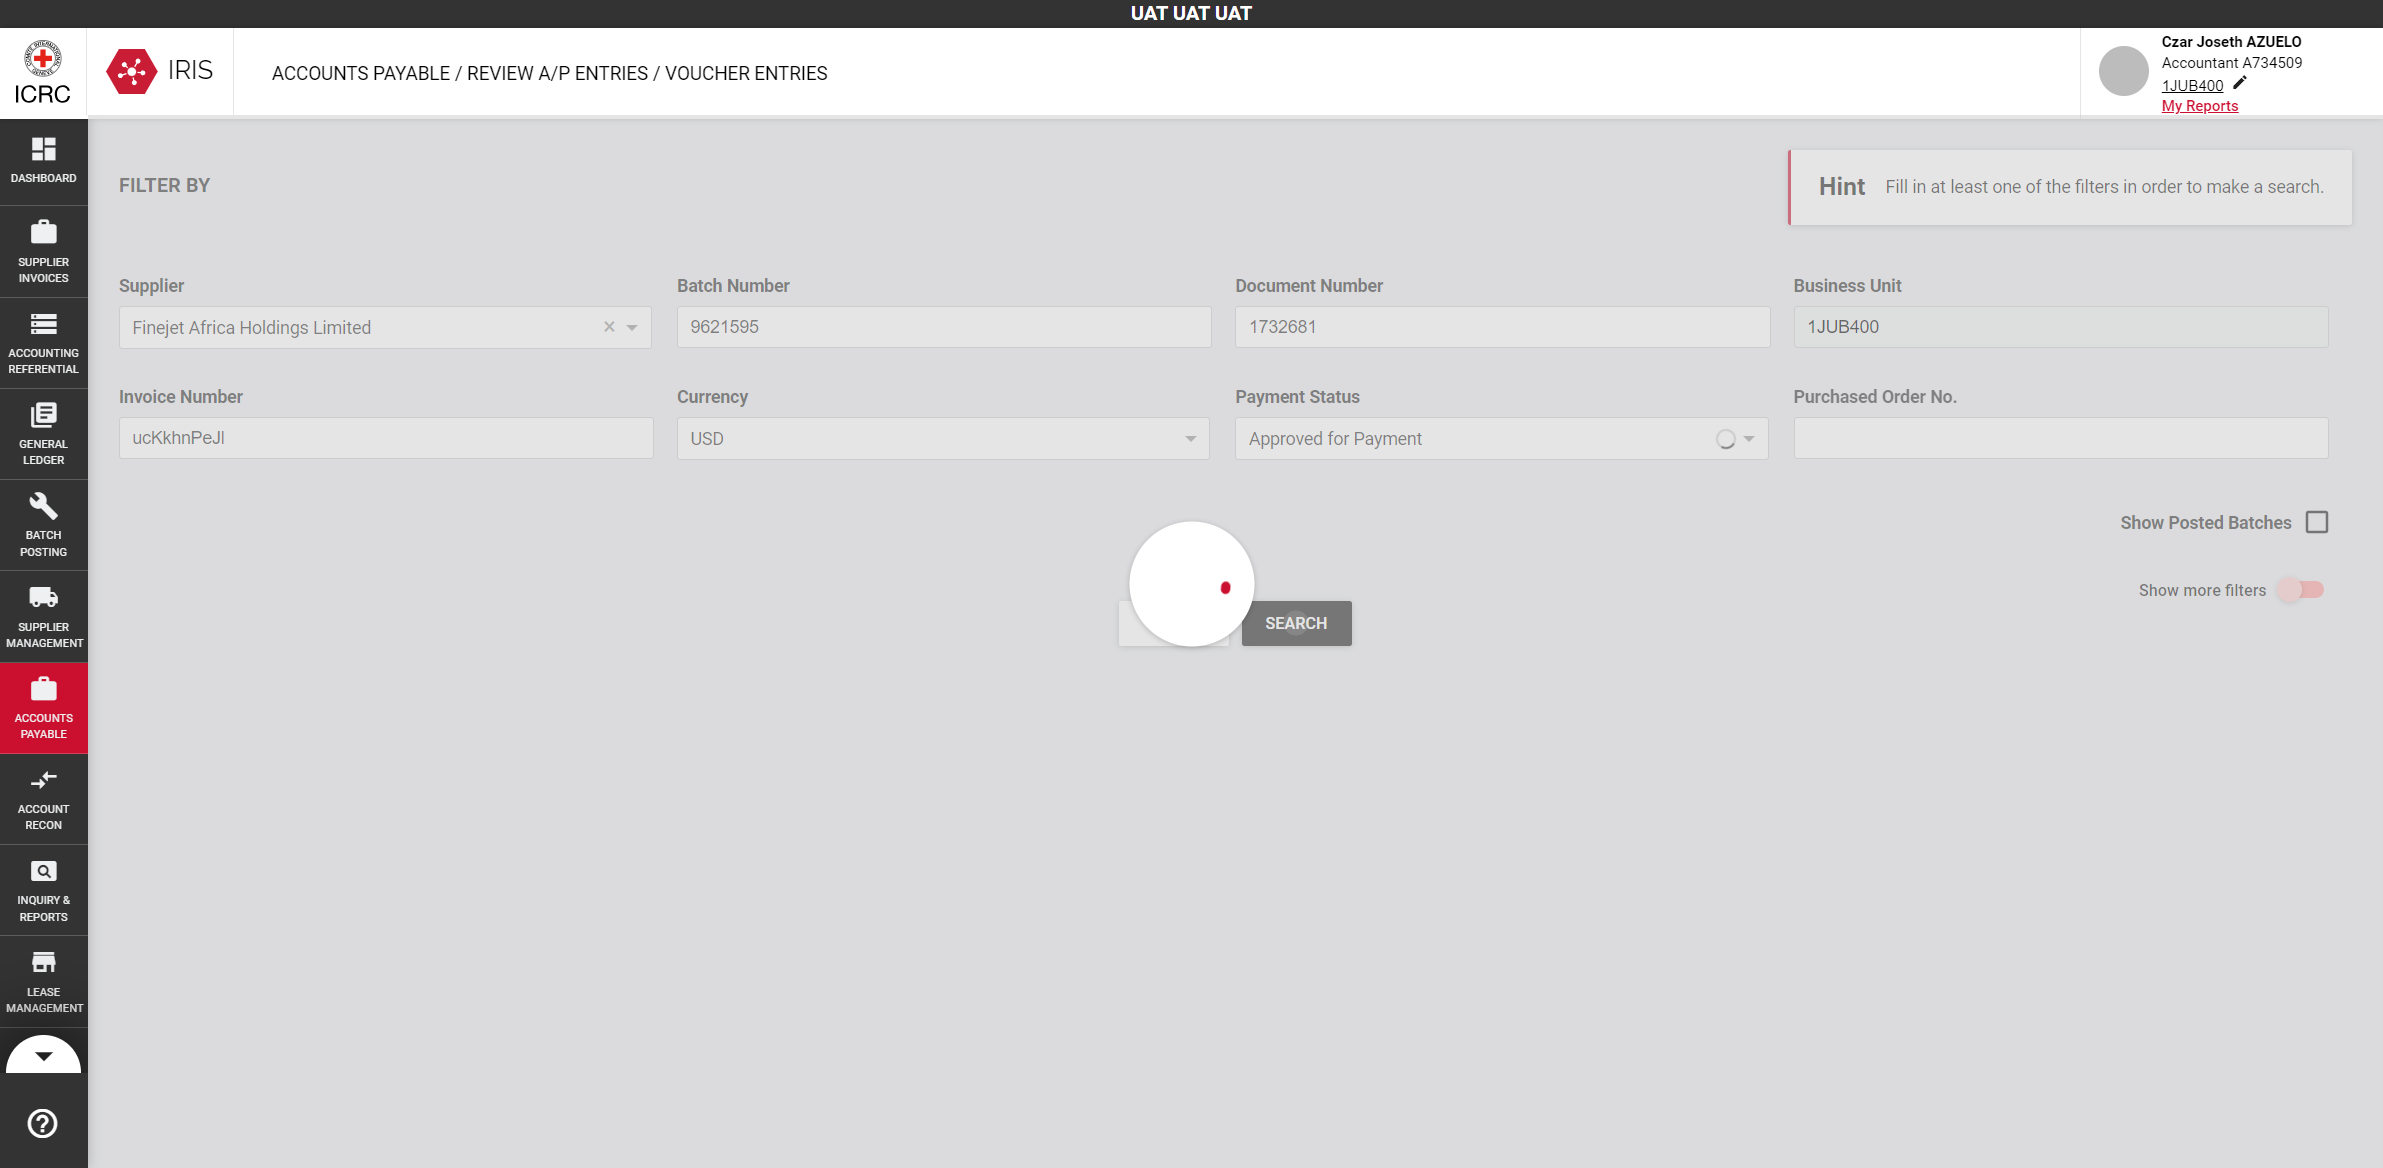 UAT UAT UAT
ICRC
IRIS
ACCOUNTS PAYABLE / REVIEW A/P ENTRIES / VOUCHER ENTRIES
Czar Joseth AZUELO
Accountant A734509
1JUB400
My Reports
DASHBOARD
SUPPLIER
INVOICES
ACCOUNTING
REFERENTIAL
GENERAL
LEDGER
BATCH
POSTING
SUPPLIER
MANAGEMENT
ACCOUNTS
PAYABLE
ACCOUNT
RECON
INQUIRY &
REPORTS
LEASE
MANAGEMENT
FILTER BY
Hint Fill in at least one of the filters in order to make a search.
Supplier Batch Number Document Number Business Unit
Finejet Africa Holdings Limited 9621595 1732681 1JUB400
Invoice Number Currency Payment Status Purchased Order No.
ucKkhnPeJl USD Approved for Payment
Show Posted Batches
Show more filters
SEARCH